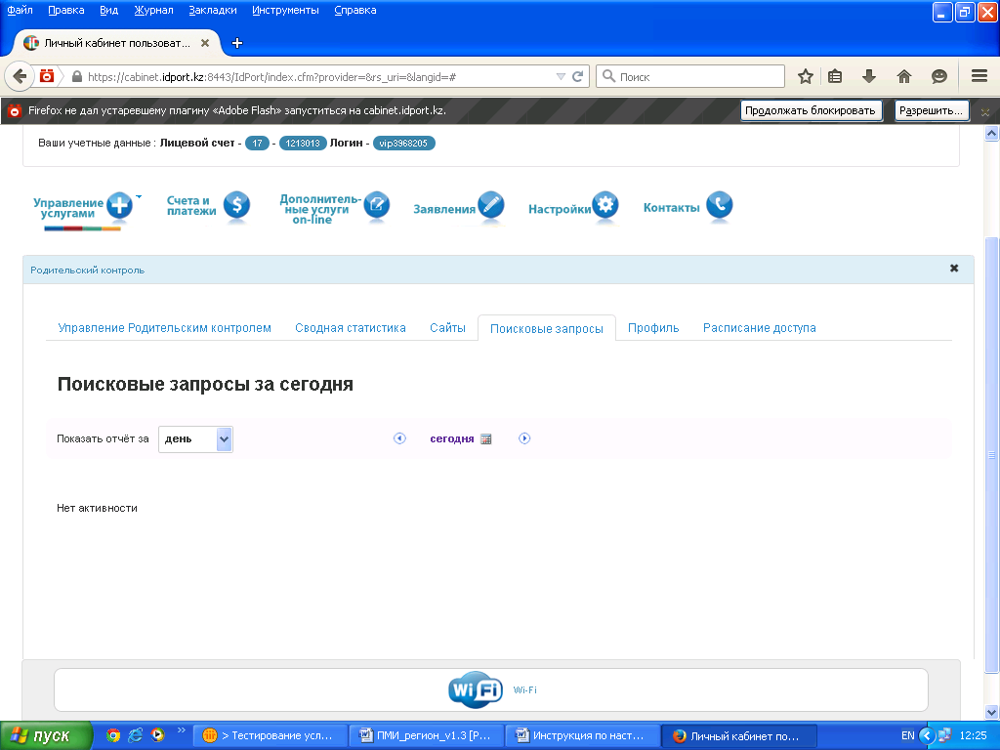 Файл Правка Вид Журнал Закладки Инструменты Справка
Личный кабинет пользоват...
https://cabinet.idport.kz:8443/IdPort/index.cfm?provider=&rs_uri=&langid=#
Поиск
Firefox не дал устаревшему плагину «Adobe Flash» запуститься на cabinet.idport.kz.
Продолжать блокировать
Разрешить...
Ваши учетные данные : Лицевой счет - 17 - 1213013 Логин - vip3968205
Управление услугами
Счета и платежи
Дополнитель-
ные услуги
on-line
Заявления
Настройки
Контакты
Родительский контроль
Управление Родительским контролем Сводная статистика Сайты Поисковые запросы Профиль Расписание доступа
Поисковые запросы за сегодня
Показать отчёт за день сегодня
Нет активности
WiFi Wi-Fi
пуск
> Тестирование усл...
ПМИ_регион_v1.3 [Р...
Инструкция по наст...
Личный кабинет по...
EN 12:25